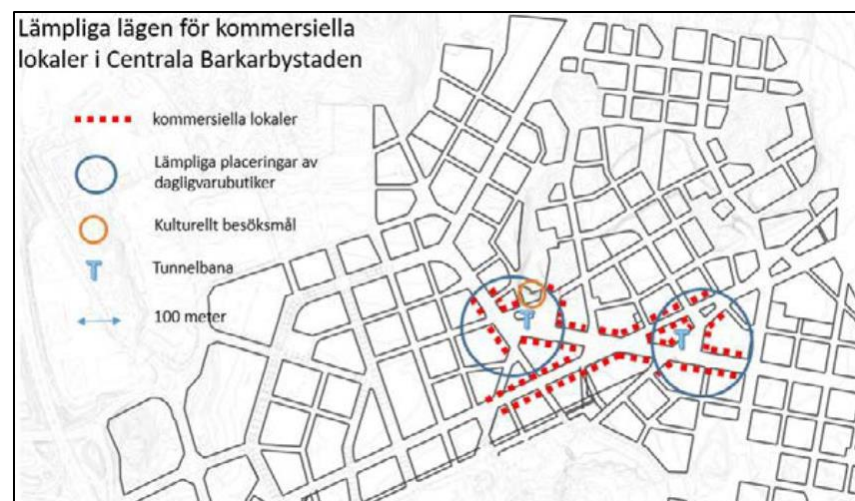 Lämpliga lägen för kommersiella
lokaler i Centrala Barkarbystaden
kommersiella lokaler
Lämpliga placeringar av
dagligvarubutiker
Kulturellt besöksmål
T Tunnelbana
100 meter
T
T